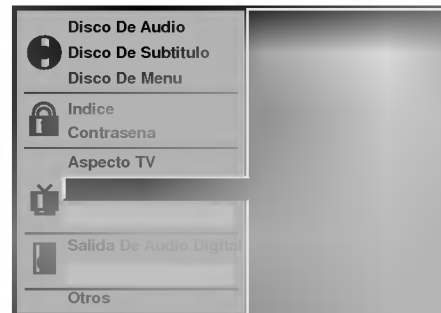 Disco De Audio
Disco De Subtitulo
Disco De Menu
Indice
Contrasena
Aspecto TV
Salida De Audio Digital
Otros